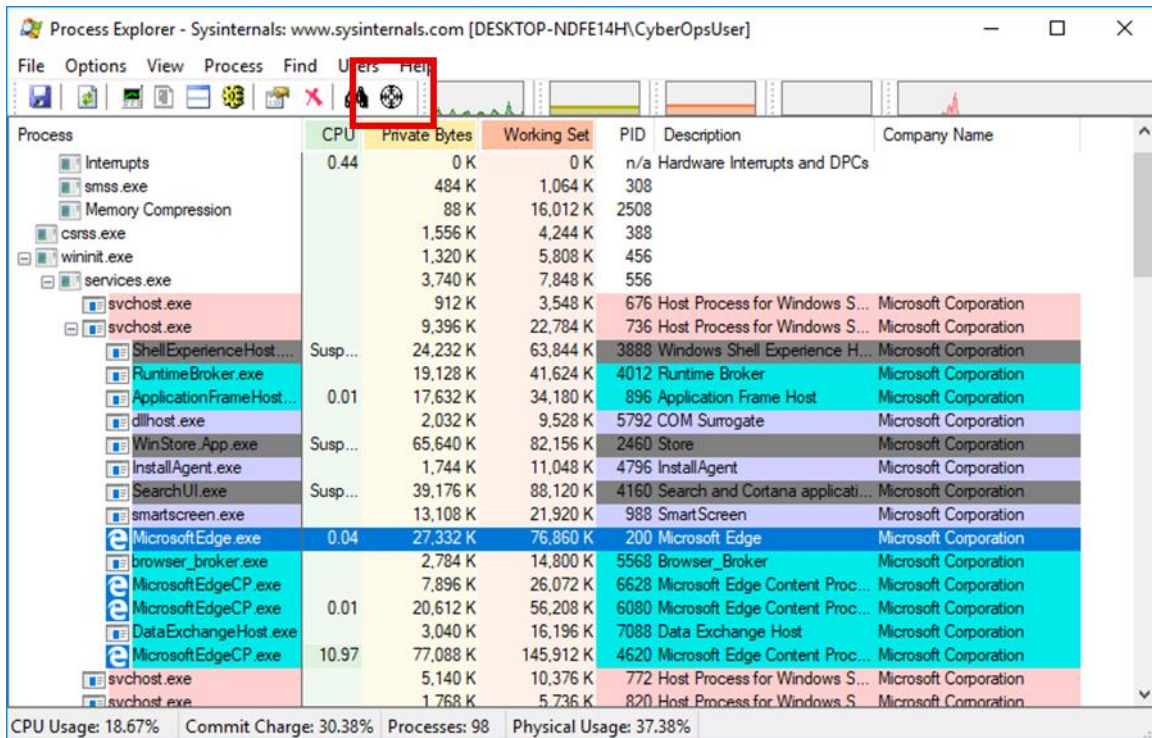 Process Explorer - Sysinternals: www.sysinternals.com [DESKTOP-NDFE14H\CyberOpsUser]
File Options View Process Find Users Help
Process CPU Private Bytes Working Set PID Description Company Name
Interrupts 0.44 0 K 0 K n/a Hardware Interrupts and DPCs
smss.exe 484 K 1,064 K 308
Memory Compression 88 K 16,012 K 2508
csrss.exe 1,556 K 4,244 K 388
wininit.exe 1,320 K 5,808 K 456
services.exe 3,740 K 7,848 K 556
svchost.exe 912 K 3,548 K 676 Host Process for Windows S... Microsoft Corporation
svchost.exe 9,396 K 22,784 K 736 Host Process for Windows S... Microsoft Corporation
ShellExperienceHost.... Susp... 24,232 K 63,844 K 3888 Windows Shell Experience H... Microsoft Corporation
RuntimeBroker.exe 19,128 K 41,624 K 4012 Runtime Broker Microsoft Corporation
ApplicationFrameHost... 0.01 17,632 K 34,180 K 896 Application Frame Host Microsoft Corporation
dllhost.exe 2,032 K 9,528 K 5792 COM Surrogate Microsoft Corporation
WinStore.App.exe Susp... 65,640 K 82,156 K 2460 Store Microsoft Corporation
InstallAgent.exe 1,744 K 11,048 K 4796 InstallAgent Microsoft Corporation
SearchUI.exe Susp... 39,176 K 88,120 K 4160 Search and Cortana applicati... Microsoft Corporation
smartscreen.exe 13,108 K 21,920 K 988 SmartScreen Microsoft Corporation
MicrosoftEdge.exe 0.04 27,332 K 76,860 K 200 Microsoft Edge Microsoft Corporation
browser_broker.exe 2,784 K 14,800 K 5568 Browser_Broker Microsoft Corporation
MicrosoftEdgeCP.exe 7,896 K 26,072 K 6628 Microsoft Edge Content Proc... Microsoft Corporation
MicrosoftEdgeCP.exe 0.01 20,612 K 56,208 K 6080 Microsoft Edge Content Proc... Microsoft Corporation
DataExchangeHost.exe 3,040 K 16,196 K 7088 Data Exchange Host Microsoft Corporation
MicrosoftEdgeCP.exe 10.97 77,088 K 145,912 K 4620 Microsoft Edge Content Proc... Microsoft Corporation
svchost.exe 5,140 K 10,376 K 772 Host Process for Windows S... Microsoft Corporation
svchost.exe 1,768 K 5,736 K 820 Host Process for Windows S... Microsoft Corporation
CPU Usage: 18.67% Commit Charge: 30.38% Processes: 98 Physical Usage: 37.38%